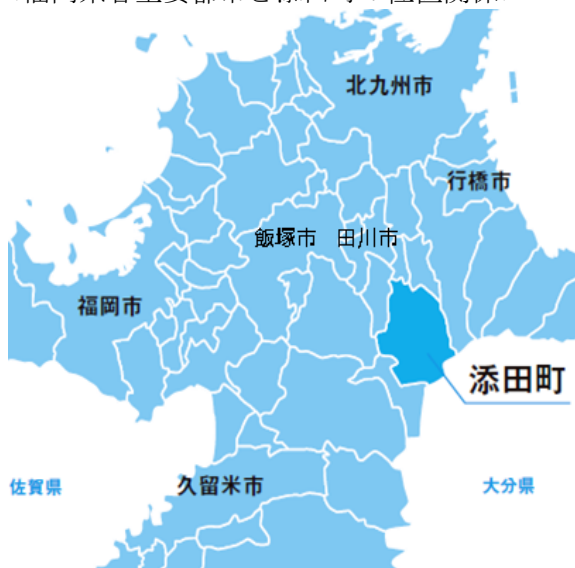 北九州市
行橋市
飯塚市 田川市
福岡市
添田町
佐賀県
久留米市
大分県